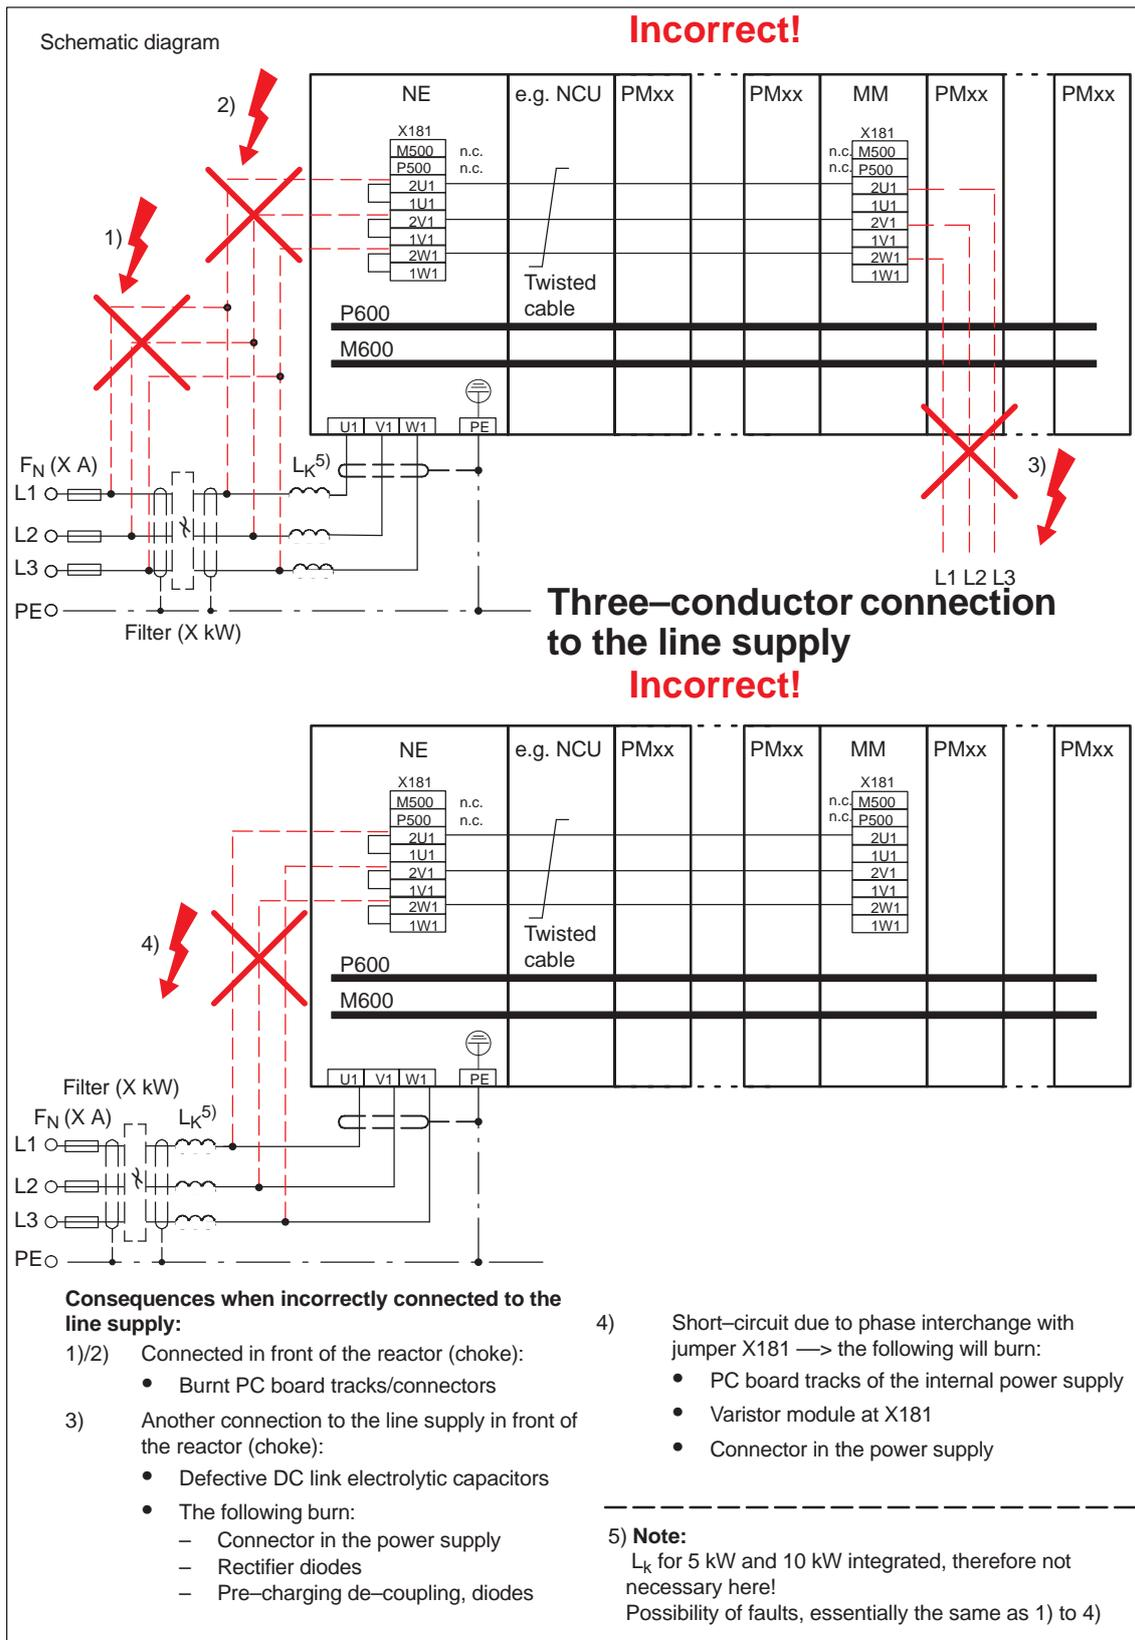 Incorrect!
Schematic diagram
2)
1)
NE
e.g. NCU
PMxx
PMxx
MM
PMxx
PMxx
X181
M500 n.c.
P500 n.c.
2U1
1U1
2V1
1V1
2W1
1W1
X181
n.c. M500
n.c. P500
2U1
1U1
2V1
1V1
2W1
1W1
Twisted
cable
P600
M600
U1 V1 W1 PE
FN (X A)
LK5)
3)
L1
L2
L3
PE
Filter (X kW)
L1 L2 L3
Three–conductor connection
to the line supply
Incorrect!
NE
e.g. NCU
PMxx
PMxx
MM
PMxx
PMxx
X181
M500 n.c.
P500 n.c.
2U1
1U1
2V1
1V1
2W1
1W1
X181
n.c. M500
n.c. P500
2U1
1U1
2V1
1V1
2W1
1W1
4)
Twisted
cable
P600
M600
U1 V1 W1 PE
Filter (X kW)
FN (X A)
LK5)
L1
L2
L3
PE
Consequences when incorrectly connected to the
line supply:
1)/2) Connected in front of the reactor (choke):
• Burnt PC board tracks/connectors
3) Another connection to the line supply in front of
the reactor (choke):
• Defective DC link electrolytic capacitors
• The following burn:
– Connector in the power supply
– Rectifier diodes
– Pre–charging de–coupling, diodes
4) Short–circuit due to phase interchange with
jumper X181 —> the following will burn:
• PC board tracks of the internal power supply
• Varistor module at X181
• Connector in the power supply
5) Note:
Lk for 5 kW and 10 kW integrated, therefore not
necessary here!
Possibility of faults, essentially the same as 1) to 4)